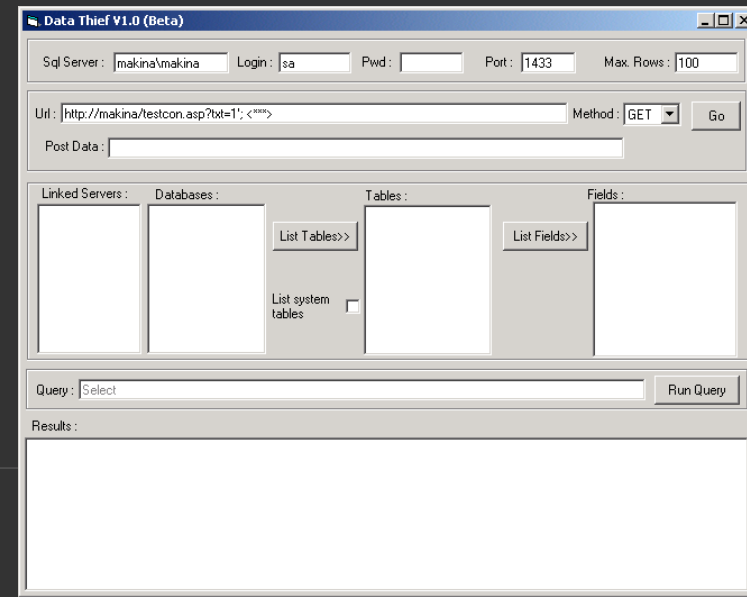 Data Thief V1.0 (Beta)
Sql Server : makina\makina Login : sa Pwd : Port : 1433 Max. Rows : 100
Url : http://makina/testcon.asp?txt=1'; <***> Method : GET Go
Post Data :
Linked Servers : Databases : Tables : Fields :
List Tables>> List Fields>>
List system
tables
Query : Select Run Query
Results :